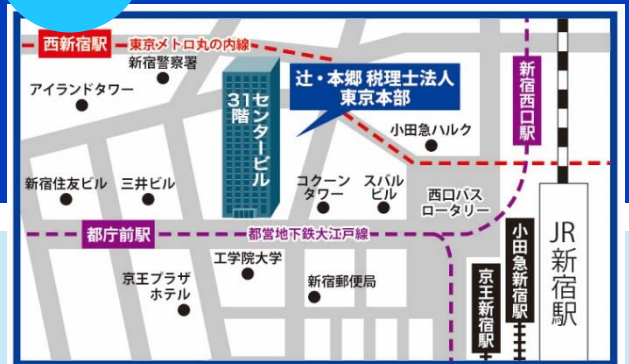 西新宿駅
東京メトロ丸の内線
新宿警察署
アイランドタワー
センタービル
31階
辻・本郷 税理士法人
東京本部
小田急ハルク
新宿西口駅
新宿住友ビル
三井ビル
コクーン
タワー
スバル
ビル
西口バス
ロータリー
都庁前駅
都営地下鉄大江戸線
工学院大学
京王プラザ
ホテル
新宿郵便局
京王新宿駅
小田急新宿駅
JR新宿駅